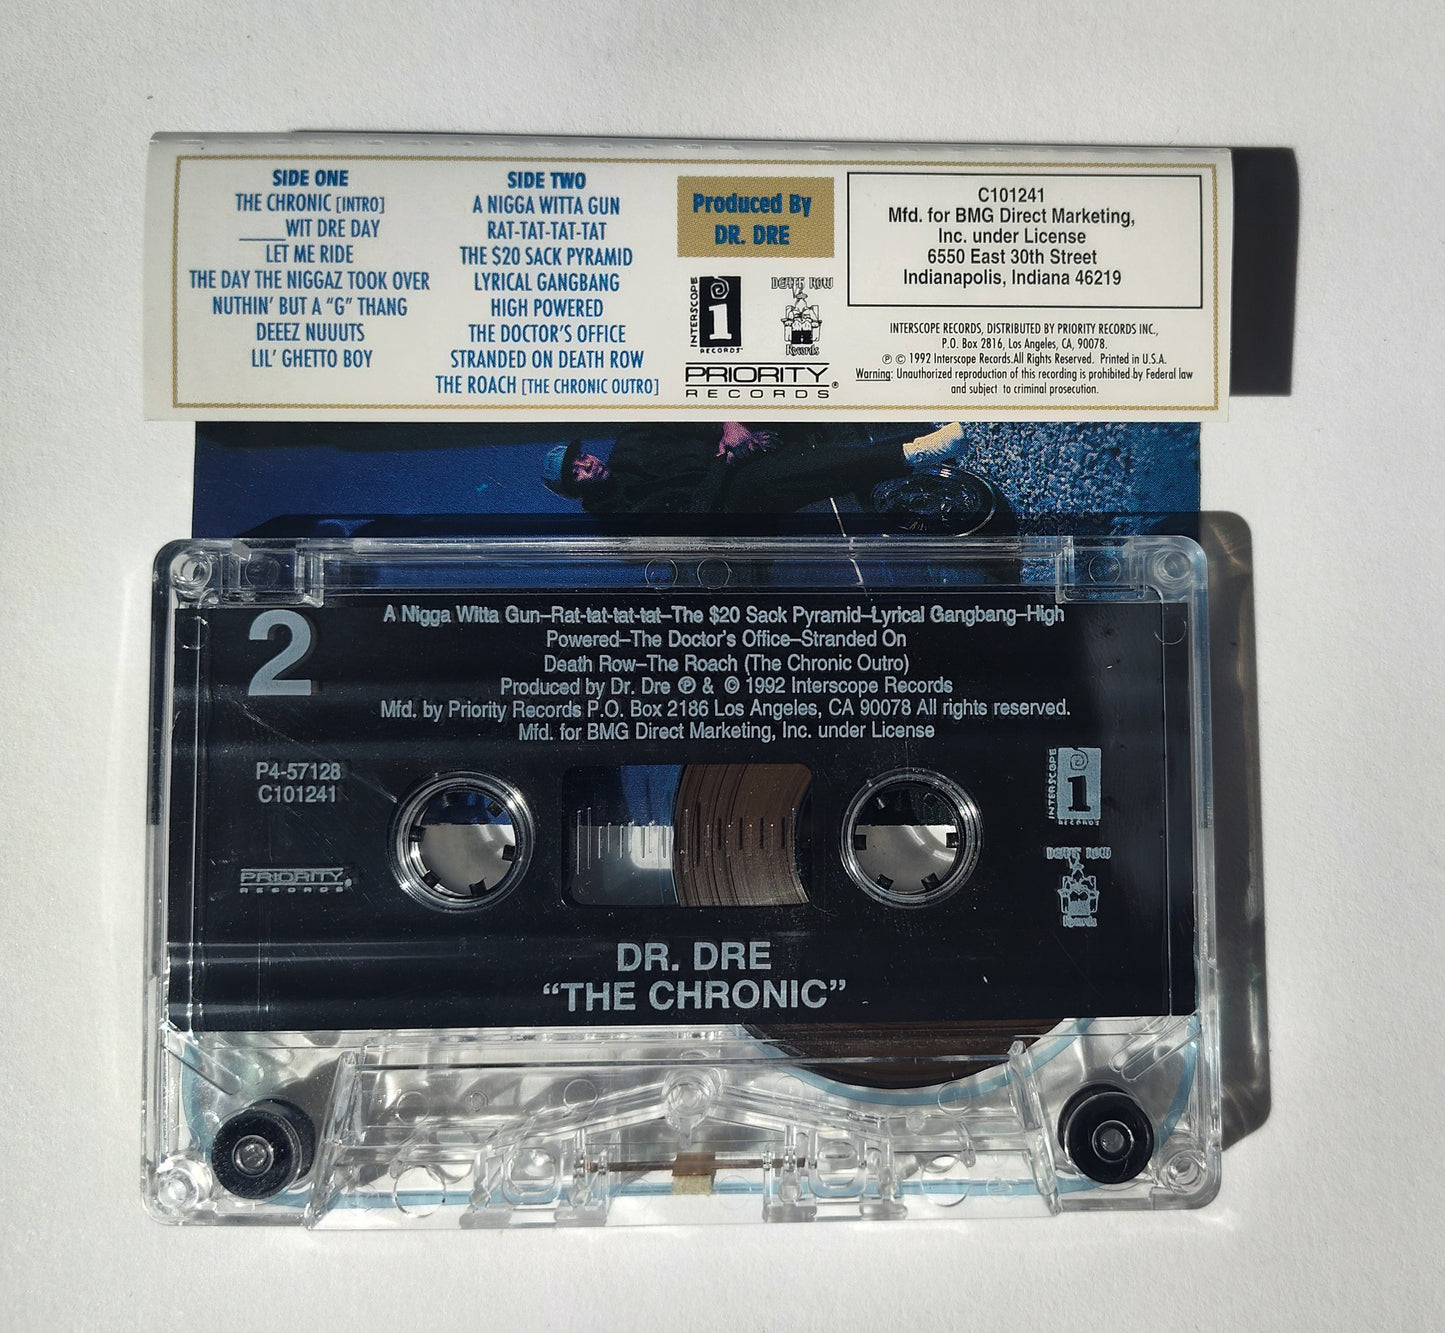 SIDE ONE
THE CHRONIC [INTRO]
____WIT DRE DAY
LET ME RIDE
THE DAY THE NIGGAZ TOOK OVER
NUTHIN' BUT A "G" THANG
DEEEZ NUUUTS
LIL' GHETTO BOY
SIDE TWO
A NIGGA WITTA GUN
RAT-TAT-TAT-TAT
THE $20 SACK PYRAMID
LYRICAL GANGBANG
HIGH POWERED
THE DOCTOR'S OFFICE
STRANDED ON DEATH ROW
THE ROACH [THE CHRONIC OUTRO]
Produced By
DR. DRE
INTERSCOPE
i
RECORDS
DEATH ROW
Records
PRIORITY
RECORDS®
C101241
Mfd. for BMG Direct Marketing,
Inc. under License
6550 East 30th Street
Indianapolis, Indiana 46219
INTERSCOPE RECORDS, DISTRIBUTED BY PRIORITY RECORDS INC.,
P.O. Box 2816, Los Angeles, CA, 90078.
℗ © 1992 Interscope Records.All Rights Reserved. Printed in U.S.A.
Warning: Unauthorized reproduction of this recording is prohibited by Federal law
and subject to criminal prosecution.
2
A Nigga Witta Gun–Rat-tat-tat-tat–The $20 Sack Pyramid–Lyrical Gangbang–High
Powered–The Doctor's Office–Stranded On
Death Row–The Roach (The Chronic Outro)
Produced by Dr. Dre ℗ & © 1992 Interscope Records
Mfd. by Priority Records P.O. Box 2186 Los Angeles, CA 90078 All rights reserved.
Mfd. for BMG Direct Marketing, Inc. under License
P4-57128
C101241
PRIORITY
RECORDS®
INTERSCOPE
i
RECORDS
DEATH ROW
Records
DR. DRE
"THE CHRONIC"